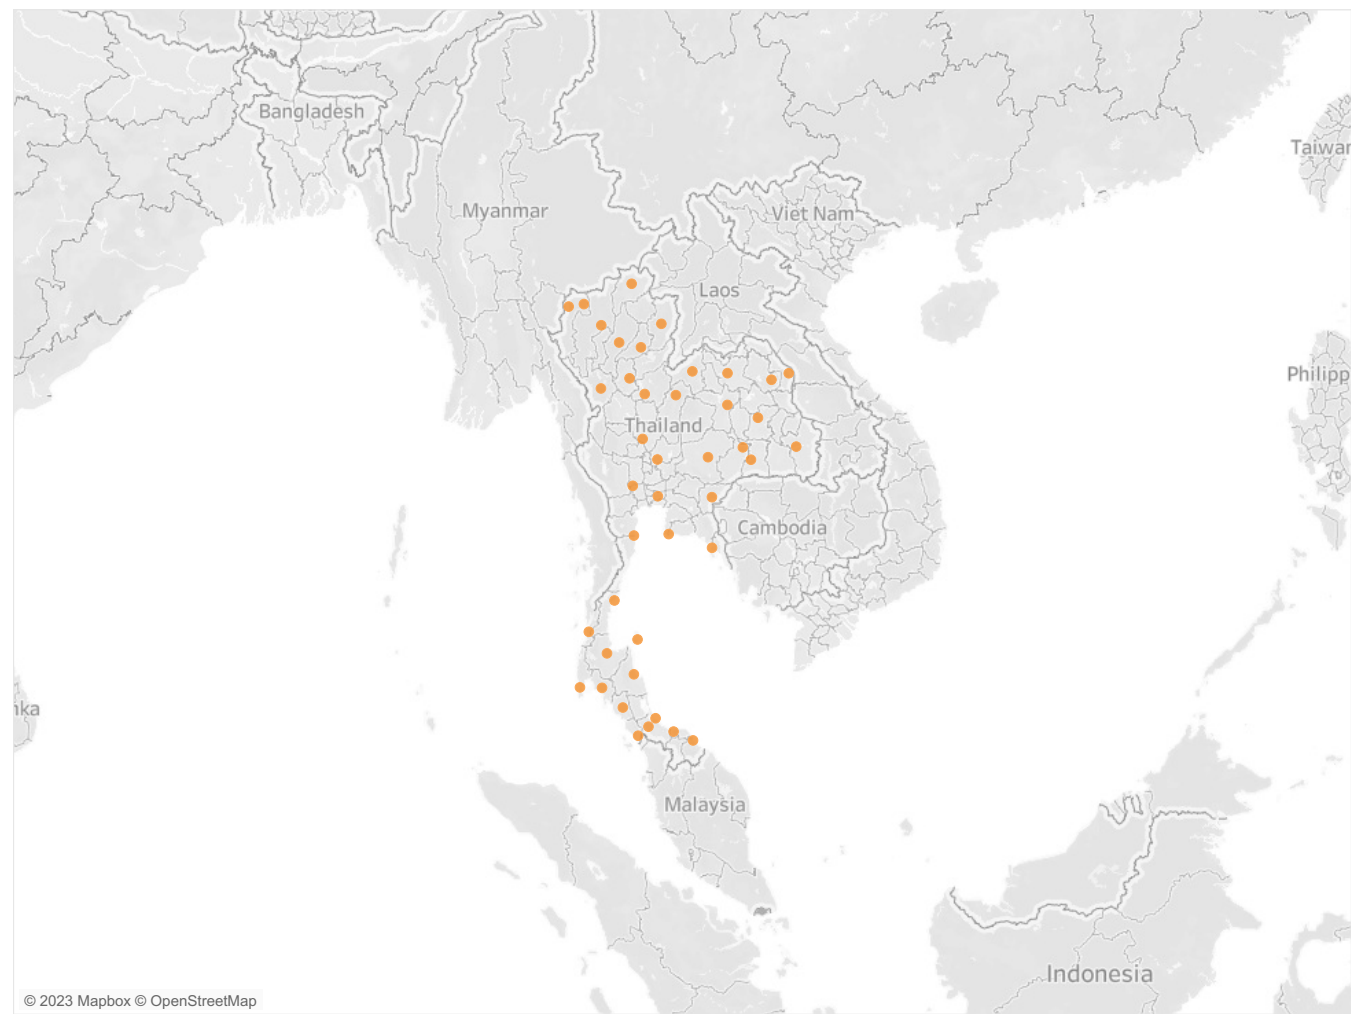 Bangladesh
Taiwan
Myanmar
Viet Nam
Laos
Philipp
Thailand
Cambodia
nka
Malaysia
Indonesia
© 2023 Mapbox © OpenStreetMap